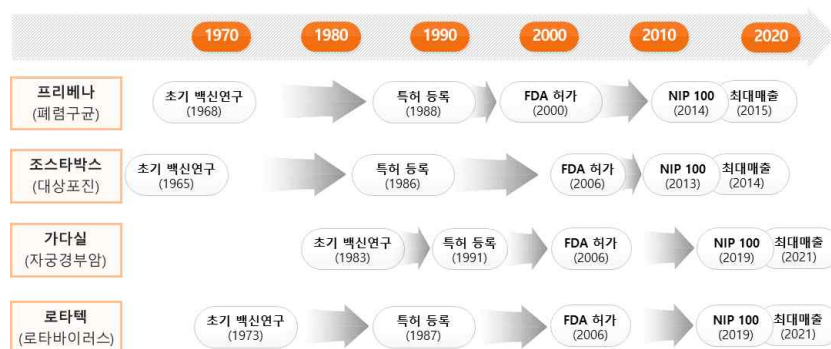 1970 1980 1990 2000 2010 2020
프리베나
(폐렴구균)
초기 백신연구
(1968)
특허 등록
(1988)
FDA 허가
(2000)
NIP 100
(2014)
최대매출
(2015)
조스타박스
(대상포진)
초기 백신연구
(1965)
특허 등록
(1986)
FDA 허가
(2006)
NIP 100
(2013)
최대매출
(2014)
가다실
(자궁경부암)
초기 백신연구
(1983)
특허 등록
(1991)
FDA 허가
(2006)
NIP 100
(2019)
최대매출
(2021)
로타텍
(로타바이러스)
초기 백신연구
(1973)
특허 등록
(1987)
FDA 허가
(2006)
NIP 100
(2019)
최대매출
(2021)